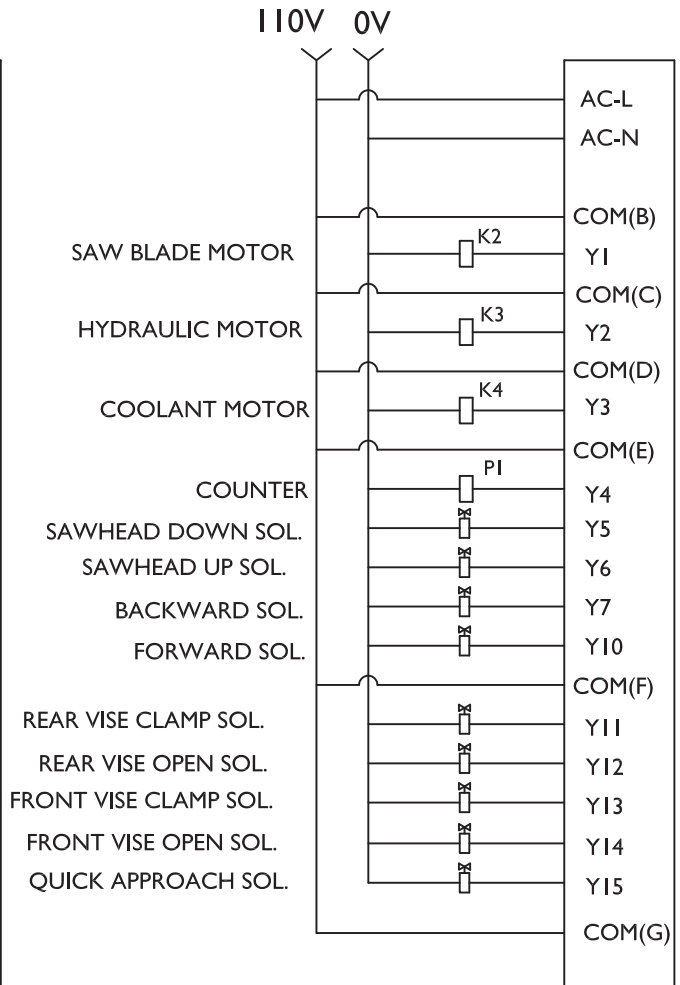 110V 0V
AC-L
AC-N
COM(B)
SAW BLADE MOTOR K2 Y1
COM(C)
HYDRAULIC MOTOR K3 Y2
COM(D)
COOLANT MOTOR K4 Y3
COM(E)
COUNTER P1 Y4
SAWHEAD DOWN SOL. Y5
SAWHEAD UP SOL. Y6
BACKWARD SOL. Y7
FORWARD SOL. Y10
COM(F)
REAR VISE CLAMP SOL. Y11
REAR VISE OPEN SOL. Y12
FRONT VISE CLAMP SOL. Y13
FRONT VISE OPEN SOL. Y14
QUICK APPROACH SOL. Y15
COM(G)